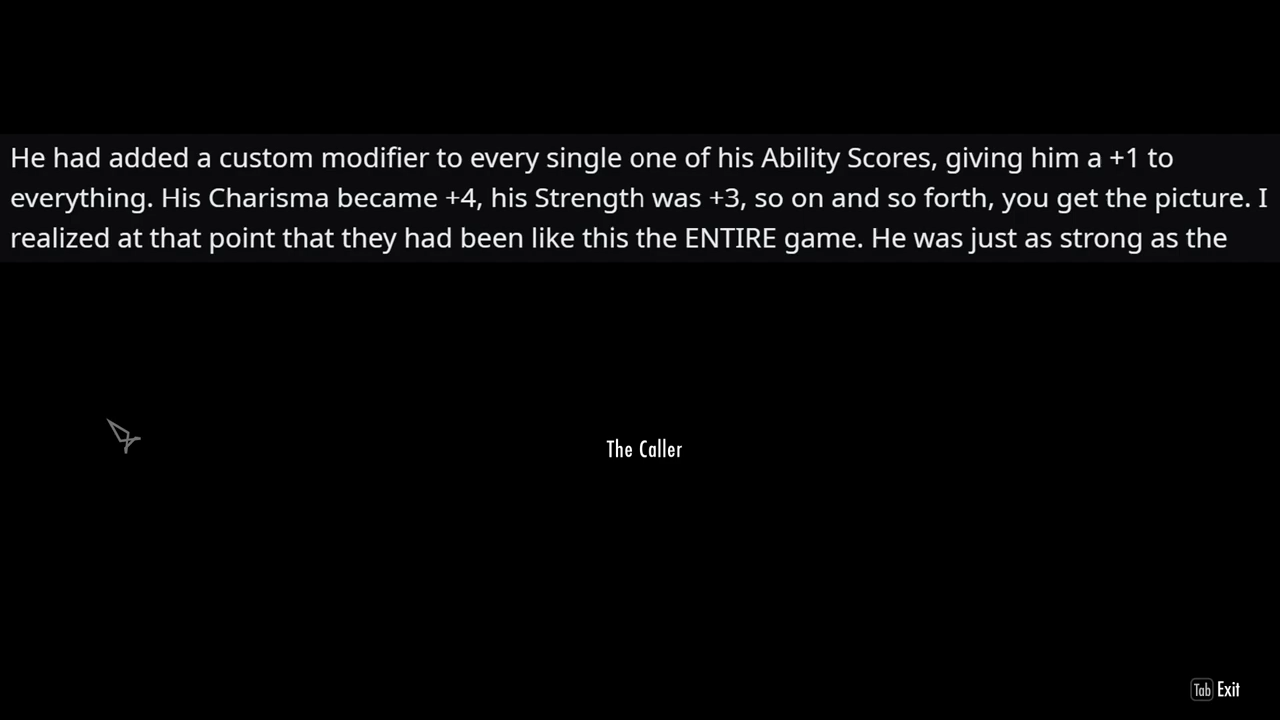 He had added a custom modifier to every single one of his Ability Scores, giving him a +1 to
everything. His Charisma became +4, his Strength was +3, so on and so forth, you get the picture. I
realized at that point that they had been like this the ENTIRE game. He was just as strong as the
The Caller
Tab Exit